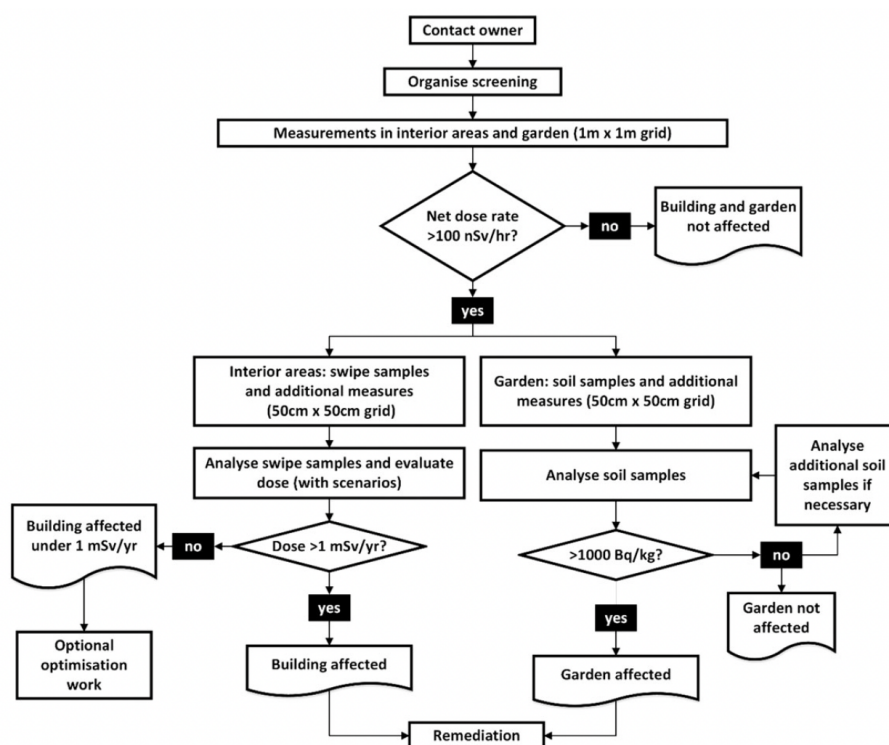 Contact owner
Organise screening
Measurements in interior areas and garden (1m x 1m grid)
Net dose rate
>100 nSv/hr?
no
Building and garden
not affected
yes
Interior areas: swipe samples
and additional measures
(50cm x 50cm grid)
Garden: soil samples and additional
measures (50cm x 50cm grid)
Analyse swipe samples and evaluate
dose (with scenarios)
Analyse soil samples
Analyse
additional soil
samples if
necessary
Building affected
under 1 mSv/yr
no
Dose >1 mSv/yr?
>1000 Bq/kg?
no
yes
yes
Garden not
affected
Optional
optimisation
work
Building affected
Garden affected
Remediation